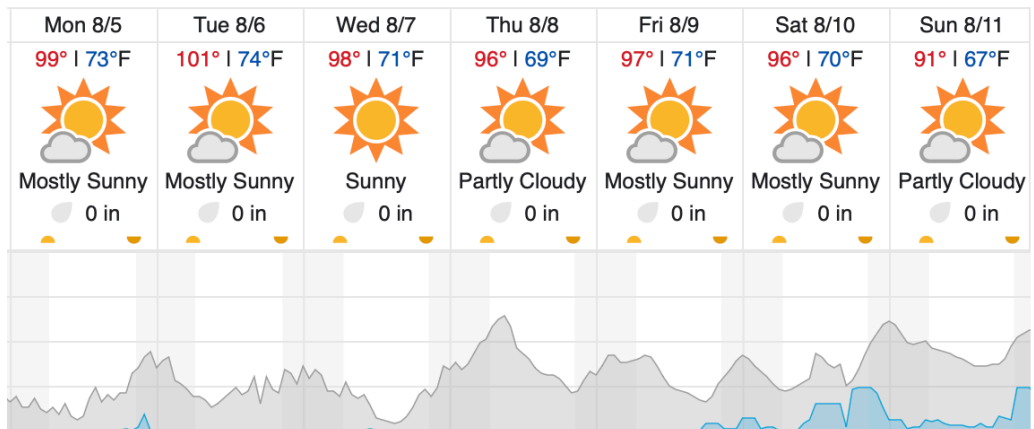 Mon 8/5 Tue 8/6 Wed 8/7 Thu 8/8 Fri 8/9 Sat 8/10 Sun 8/11
99° | 73°F 101° | 74°F 98° | 71°F 96° | 69°F 97° | 71°F 96° | 70°F 91° | 67°F
Mostly Sunny Mostly Sunny Sunny Partly Cloudy Mostly Sunny Mostly Sunny Partly Cloudy
0 in 0 in 0 in 0 in 0 in 0 in 0 in